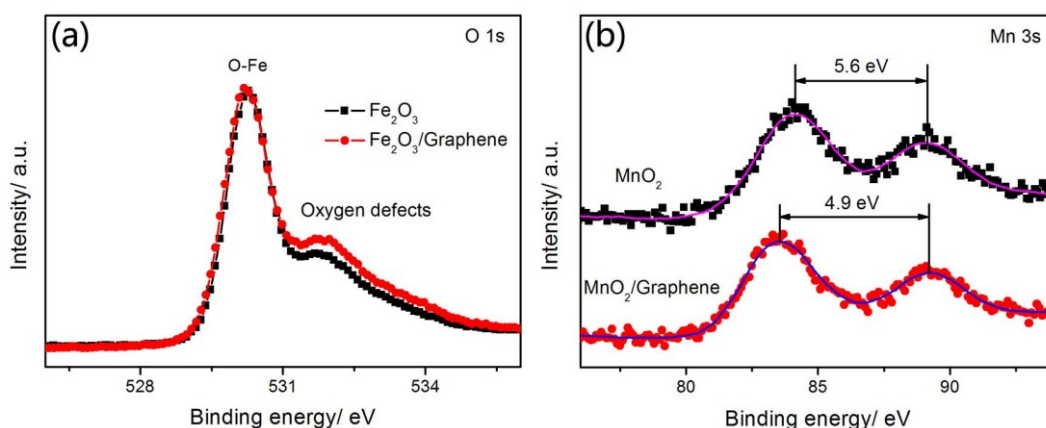 (a)
O 1s
O-Fe
Fe₂O₃
Fe₂O₃/Graphene
Oxygen defects
Intensity/ a.u.
528
531
534
Binding energy/ eV
(b)
Mn 3s
5.6 eV
MnO₂
4.9 eV
MnO₂/Graphene
Intensity/ a.u.
80
85
90
Binding energy/ eV